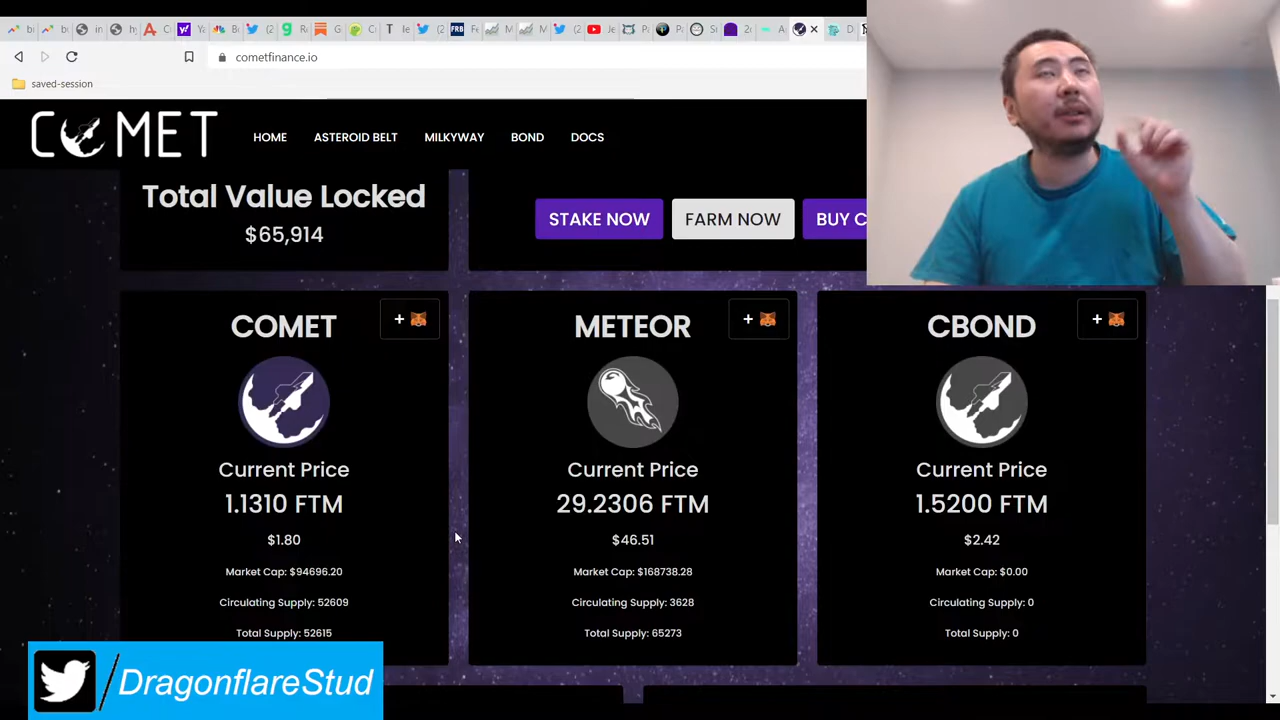 cometfinance.io
saved-session
COMET
HOME
ASTEROID BELT
MILKYWAY
BOND
DOCS
Total Value Locked
$65,914
STAKE NOW
FARM NOW
BUY C
COMET
+
Current Price
1.1310 FTM
$1.80
Market Cap: $94696.20
Circulating Supply: 52609
Total Supply: 52615
METEOR
+
Current Price
29.2306 FTM
$46.51
Market Cap: $168738.28
Circulating Supply: 3628
Total Supply: 65273
CBOND
+
Current Price
1.5200 FTM
$2.42
Market Cap: $0.00
Circulating Supply: 0
Total Supply: 0
/DragonflareStud